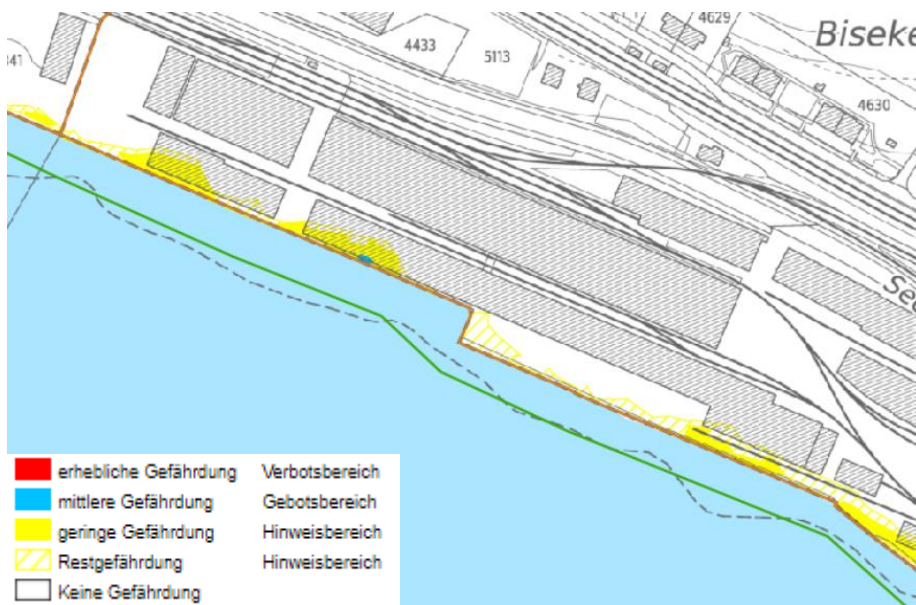 4629
Biseke
4433
5113
341
4630
See
erhebliche Gefährdung Verbotsbereich
mittlere Gefährdung Gebotsbereich
geringe Gefährdung Hinweisbereich
Restgefährdung Hinweisbereich
Keine Gefährdung